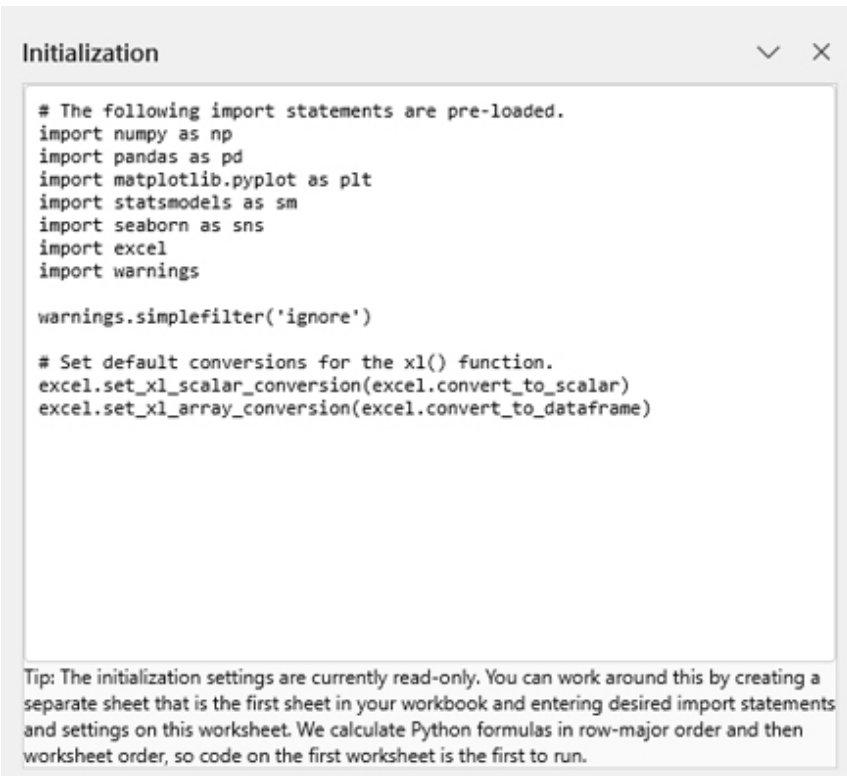 Initialization
# The following import statements are pre-loaded.
import numpy as np
import pandas as pd
import matplotlib.pyplot as plt
import statsmodels as sm
import seaborn as sns
import excel
import warnings
warnings.simplefilter('ignore')
# Set default conversions for the xl() function.
excel.set_xl_scalar_conversion(excel.convert_to_scalar)
excel.set_xl_array_conversion(excel.convert_to_dataframe)
Tip: The initialization settings are currently read-only. You can work around this by creating a
separate sheet that is the first sheet in your workbook and entering desired import statements
and settings on this worksheet. We calculate Python formulas in row-major order and then
worksheet order, so code on the first worksheet is the first to run.